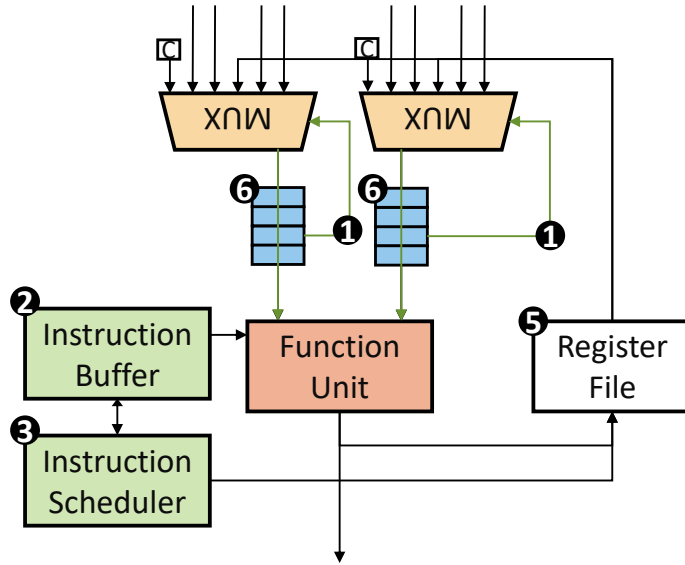 C
C
MUX
MUX
6
6
1
1
2
Instruction
Buffer
Function
Unit
5
Register
File
3
Instruction
Scheduler